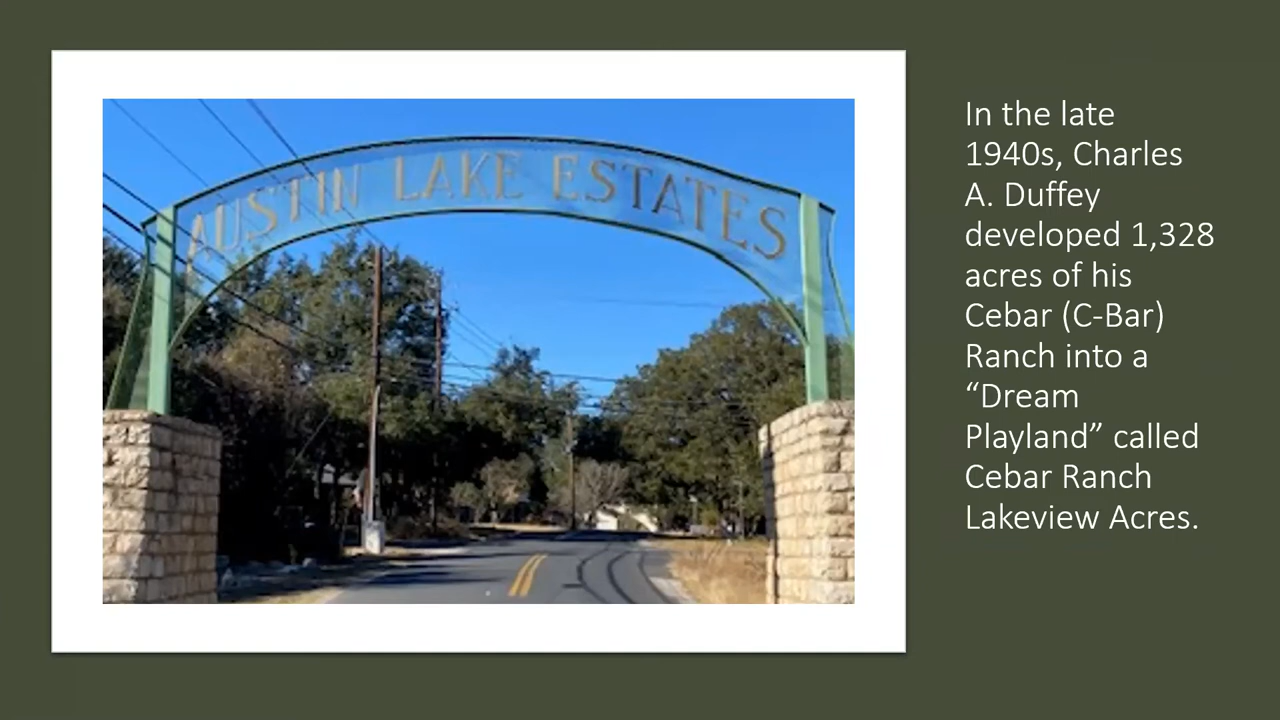 AUSTIN LAKE ESTATES
In the late
1940s, Charles
A. Duffey
developed 1,328
acres of his
Cebar (C-Bar)
Ranch into a
“Dream
Playland” called
Cebar Ranch
Lakeview Acres.